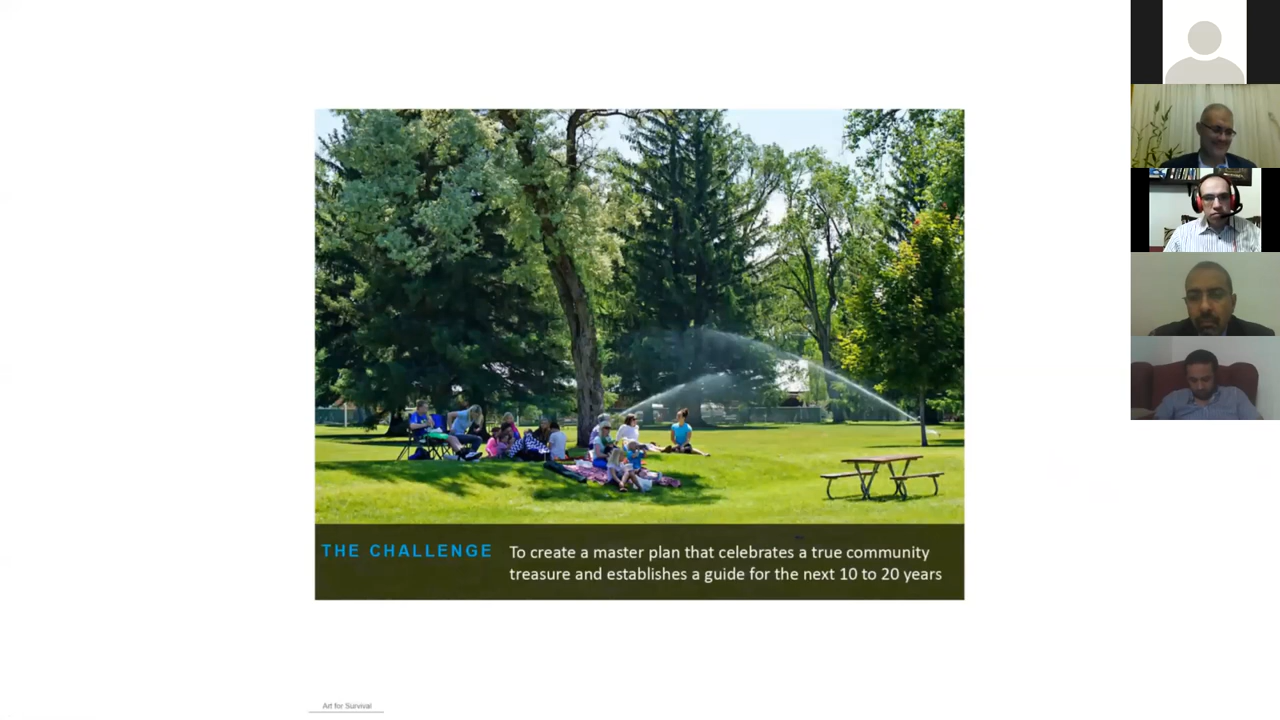 THE CHALLENGE
To create a master plan that celebrates a true community
treasure and establishes a guide for the next 10 to 20 years
Art for Survival